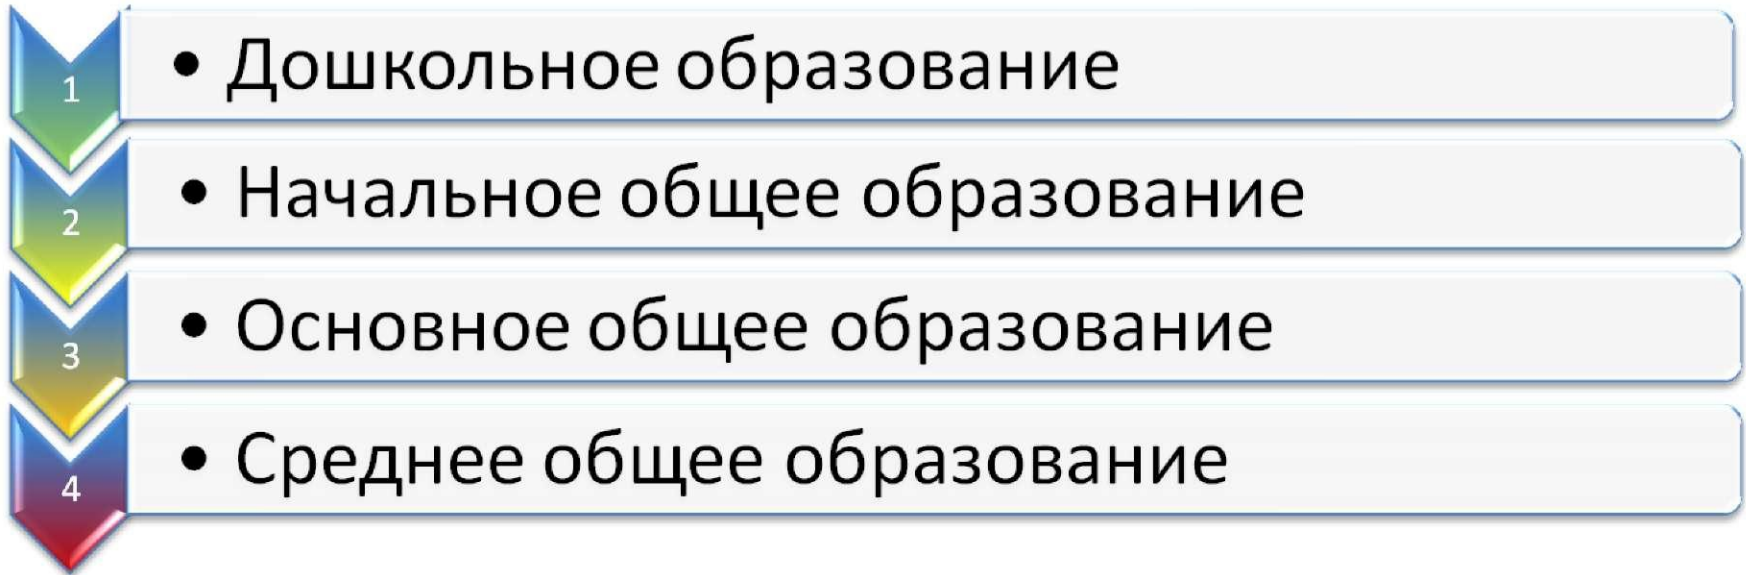 1 • Дошкольное образование
2 • Начальное общее образование
3 • Основное общее образование
4 • Среднее общее образование